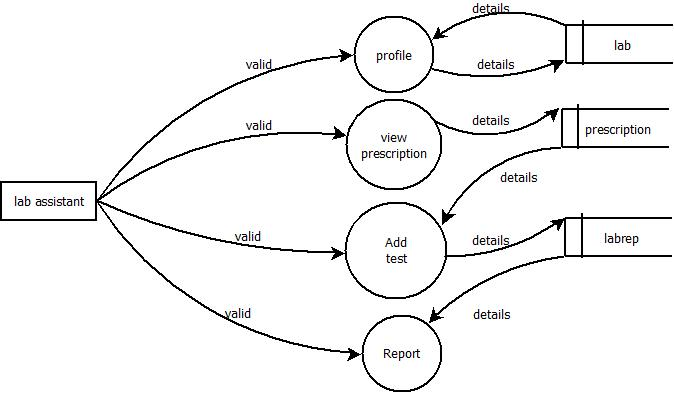 details
profile
lab
details
valid
valid
view
prescription
details
prescription
details
lab assistant
valid
Add
test
details
labrep
valid
details
Report